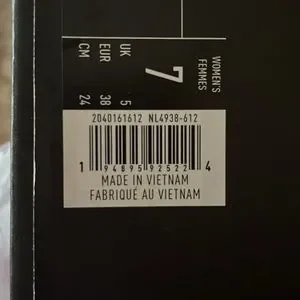 WOMEN'S
FEMMES
7
UK 5
EUR 38
CM 24
2040161612 NL4938-612
1 94895 92522 4
MADE IN VIETNAM
FABRIQUÉ AU VIETNAM